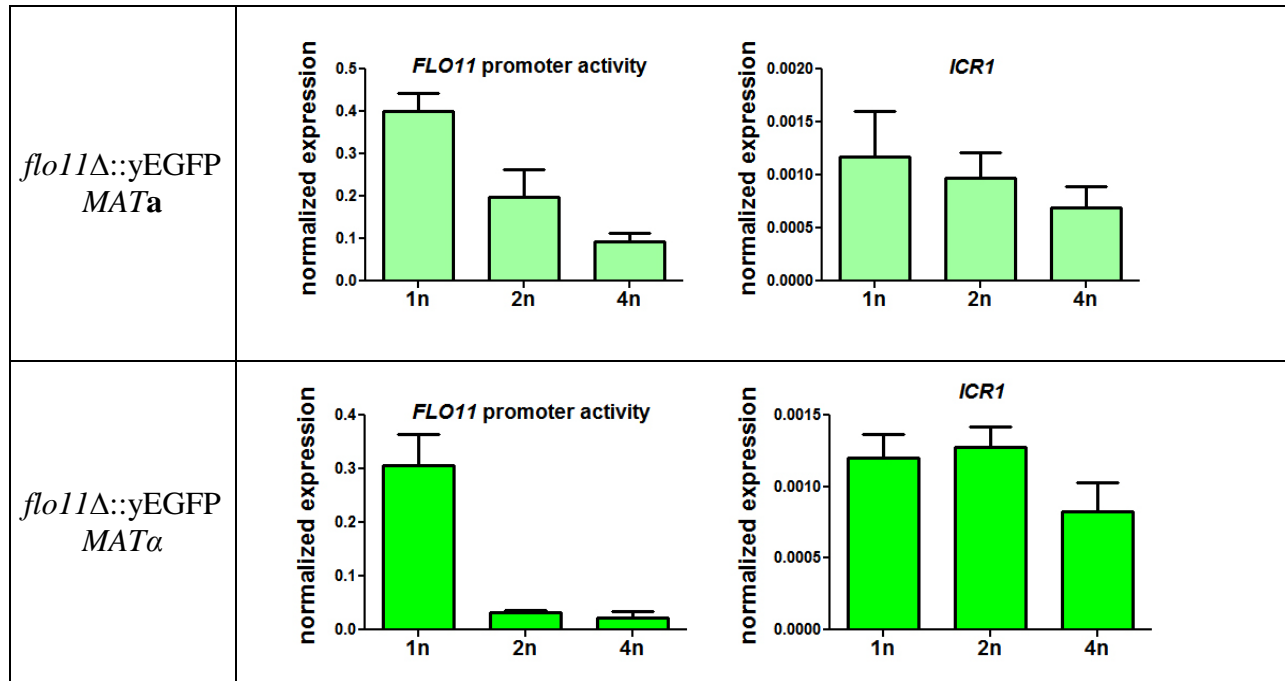 flo11Δ::yEGFP
MATa
FLO11 promoter activity
normalized expression
0.5
0.4
0.3
0.2
0.1
0.0
1n 2n 4n
ICR1
normalized expression
0.0020
0.0015
0.0010
0.0005
0.0000
1n 2n 4n
flo11Δ::yEGFP
MATα
FLO11 promoter activity
normalized expression
0.4
0.3
0.2
0.1
0.0
1n 2n 4n
ICR1
normalized expression
0.0015
0.0010
0.0005
0.0000
1n 2n 4n